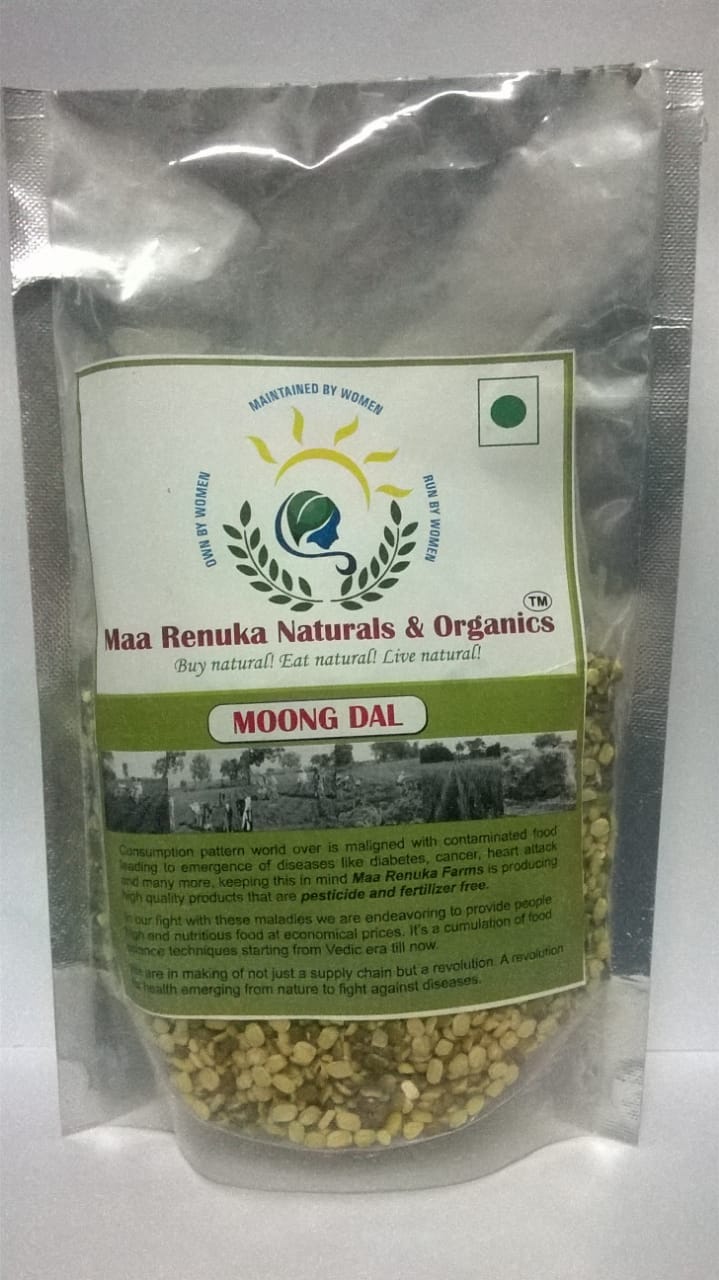 MAINTAINED BY WOMEN
OWN BY WOMEN
RUN BY WOMEN
TM
Maa Renuka Naturals & Organics
Buy natural! Eat natural! Live natural!
MOONG DAL
Consumption pattern world over is maligned with contaminated food
leading to emergence of diseases like diabetes, cancer, heart attack
and many more, keeping this in mind Maa Renuka Farms is producing
high quality products that are pesticide and fertilizer free.
In our fight with these maladies we are endeavoring to provide people
and nutritious food at economical prices. It's a cumulation of food
techniques starting from Vedic era till now.
We are in making of not just a supply chain but a revolution. A revolution
health emerging from nature to fight against diseases.